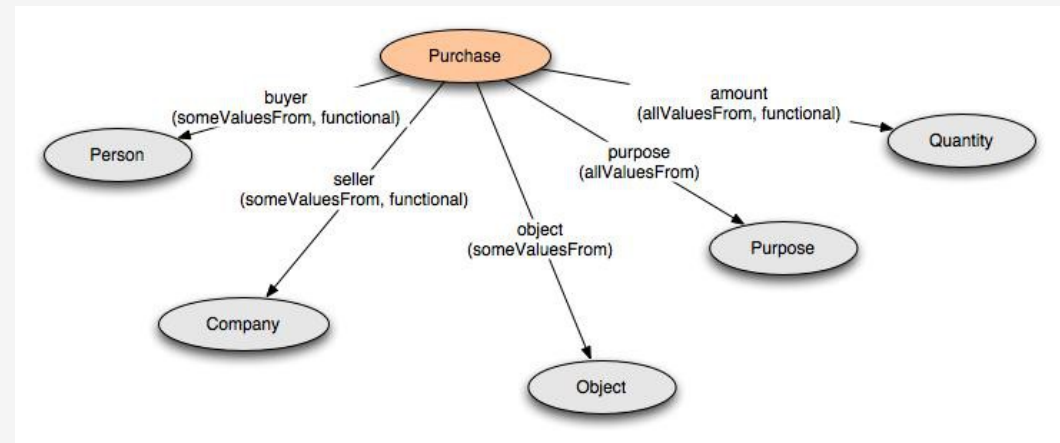 Purchase
buyer
(someValuesFrom, functional)
amount
(allValuesFrom, functional)
Person
Quantity
purpose
(allValuesFrom)
seller
(someValuesFrom, functional)
object
(someValuesFrom)
Purpose
Company
Object